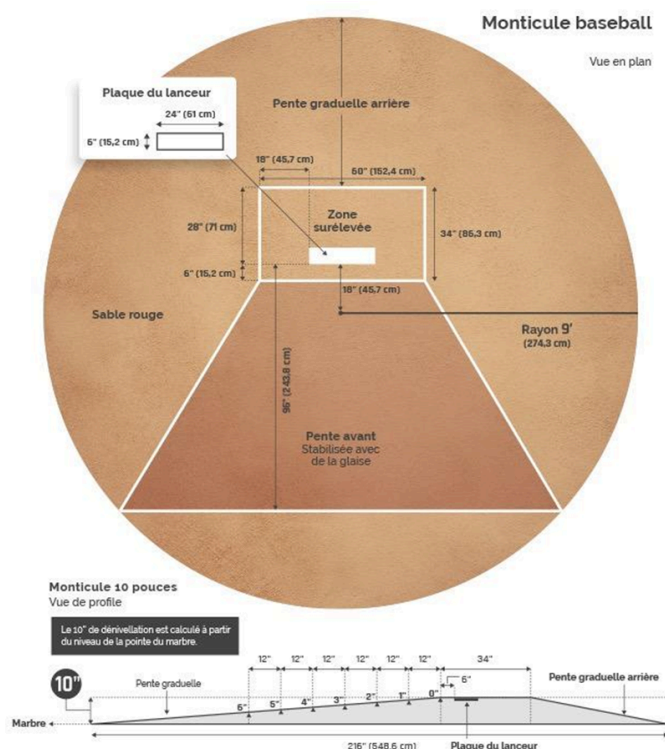 Monticule baseball
Vue en plan
Plaque du lanceur
24" (61 cm)
6" (15,2 cm)
Pente graduelle arrière
18" (45,7 cm)
60" (152,4 cm)
Zone
surélevée
28" (71 cm)
34" (86,3 cm)
6" (15,2 cm)
18" (45,7 cm)
Sable rouge
Rayon 9'
(274,3 cm)
96" (243,8 cm)
Pente avant
Stabilisée avec
de la glaise
Monticule 10 pouces
Vue de profile
Le 10" de dénivellation est calculé à partir
du niveau de la pointe du marbre.
12" 12" 12" 12" 12" 12" 34"
6"
10"
Pente graduelle
Pente graduelle arrière
6" 5" 4" 3" 2" 1" 0"
Marbre
216" (548,6 cm)
Plaque du lanceur